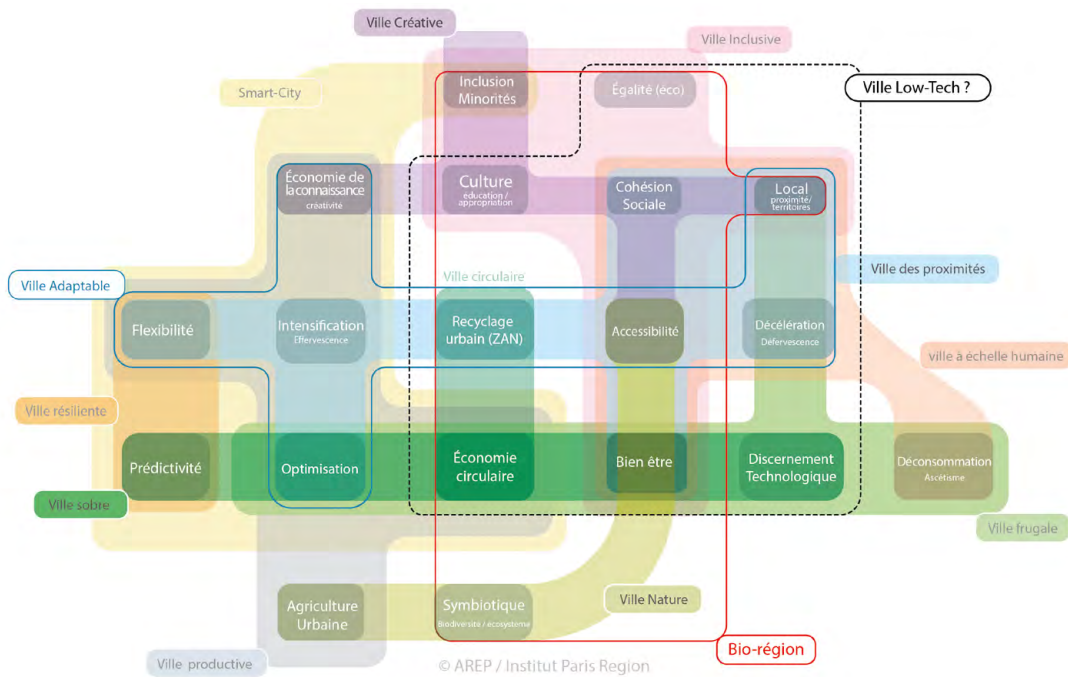 Ville Créative
Ville Inclusive
Smart-City
Inclusion
Minorités
Égalité (éco)
Ville Low-Tech ?
Économie de
la connaissance
créativité
Culture
éducation /
appropriation
Cohésion
Sociale
Local
proximité/
territoires
Ville Adaptable
Ville circulaire
Ville des proximités
Flexibilité
Intensification
Effervescence
Recyclage
urbain (ZAN)
Accessibilité
Décélération
Défervescence
ville à échelle humaine
Ville résiliente
Prédictivité
Optimisation
Économie
circulaire
Bien être
Discernement
Technologique
Déconsommation
Ascétisme
Ville sobre
Ville frugale
Agriculture
Urbaine
Symbiotique
Biodiversité / écosystème
Ville Nature
Ville productive
Bio-région
© AREP / Institut Paris Region